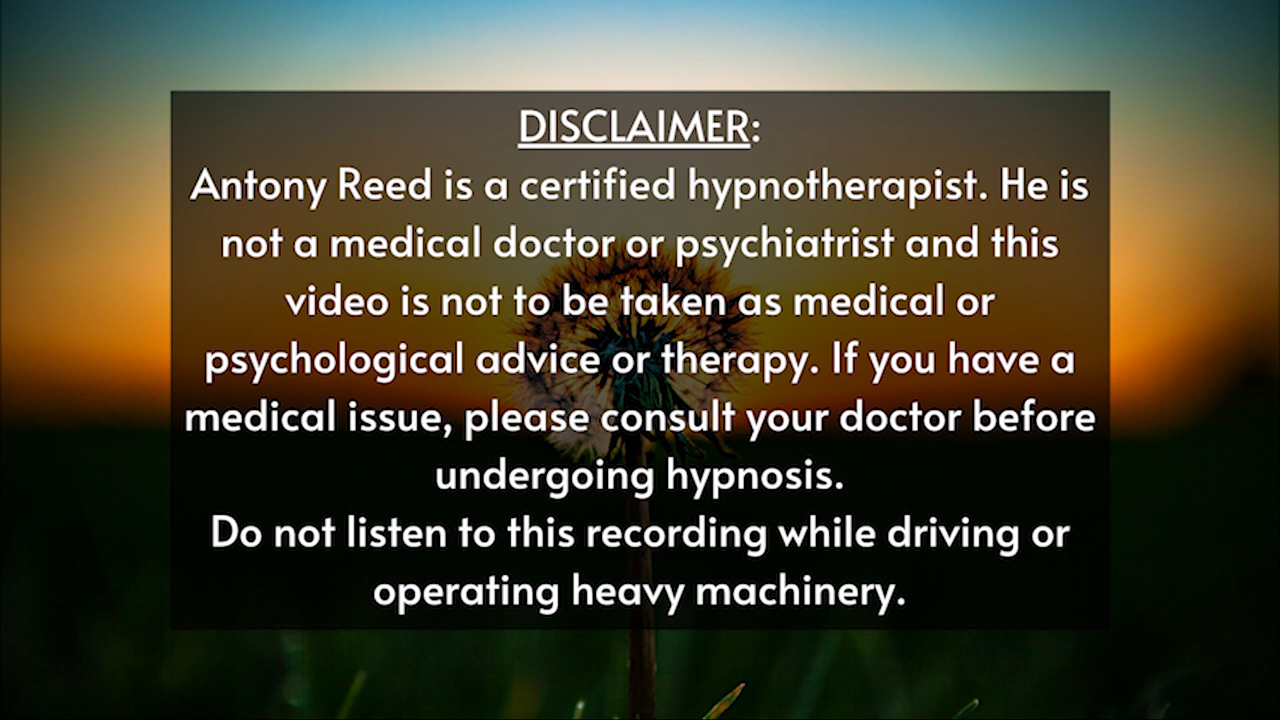 DISCLAIMER:
Antony Reed is a certified hypnotherapist. He is
not a medical doctor or psychiatrist and this
video is not to be taken as medical or
psychological advice or therapy. If you have a
medical issue, please consult your doctor before
undergoing hypnosis.
Do not listen to this recording while driving or
operating heavy machinery.